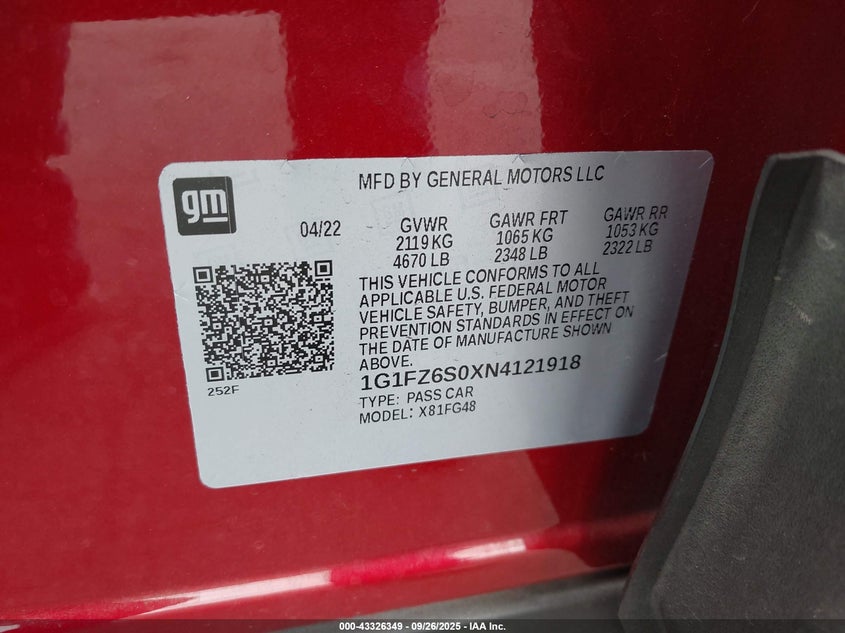 gm
MFD BY GENERAL MOTORS LLC
04/22
GVWR
2119 KG
4670 LB
GAWR FRT
1065 KG
2348 LB
GAWR RR
1053 KG
2322 LB
THIS VEHICLE CONFORMS TO ALL
APPLICABLE U.S. FEDERAL MOTOR
VEHICLE SAFETY, BUMPER, AND THEFT
PREVENTION STANDARDS IN EFFECT ON
THE DATE OF MANUFACTURE SHOWN
ABOVE.
252F
1G1FZ6S0XN4121918
TYPE: PASS CAR
MODEL: X81FG48
000-43326349 - 09/26/2025 - IAA Inc.